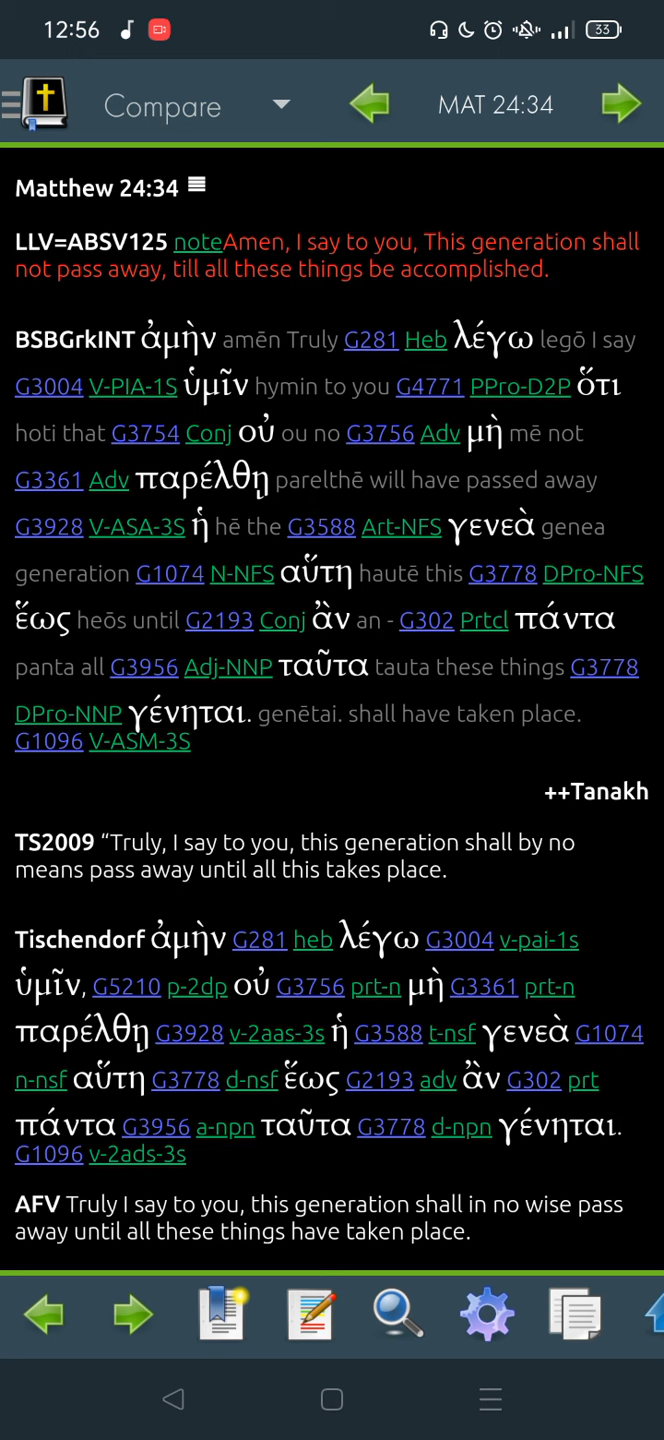 12:56
33
Compare
MAT 24:34
Matthew 24:34
LLV=ABSV125 noteAmen, I say to you, This generation shall
not pass away, till all these things be accomplished.
BSBGrkINT ἀμὴν amēn Truly G281 Heb λέγω legō I say
G3004 V-PIA-1S ὑμῖν hymin to you G4771 PPro-D2P ὅτι
hoti that G3754 Conj οὐ ou no G3756 Adv μὴ mē not
G3361 Adv παρέλθῃ parelthē will have passed away
G3928 V-ASA-3S ἡ hē the G3588 Art-NFS γενεὰ genea
generation G1074 N-NFS αὕτη hautē this G3778 DPro-NFS
ἕως heōs until G2193 Conj ἂν an - G302 Prtcl πάντα
panta all G3956 Adj-NNP ταῦτα tauta these things G3778
DPro-NNP γένηται. genētai. shall have taken place.
G1096 V-ASM-3S
++Tanakh
TS2009 “Truly, I say to you, this generation shall by no
means pass away until all this takes place.
Tischendorf ἀμὴν G281 heb λέγω G3004 v-pai-1s
ὑμῖν, G5210 p-2dp οὐ G3756 prt-n μὴ G3361 prt-n
παρέλθῃ G3928 v-2aas-3s ἡ G3588 t-nsf γενεὰ G1074
n-nsf αὕτη G3778 d-nsf ἕως G2193 adv ἂν G302 prt
πάντα G3956 a-npn ταῦτα G3778 d-npn γένηται.
G1096 v-2ads-3s
AFV Truly I say to you, this generation shall in no wise pass
away until all these things have taken place.